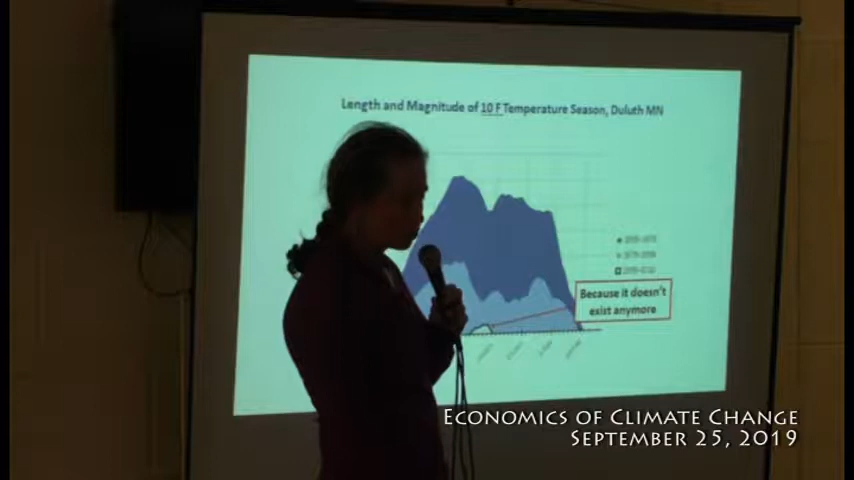 Length and Magnitude of 10 F Temperature Season, Duluth MN
Because it doesn't
exist anymore
Economics of Climate Change
September 25, 2019